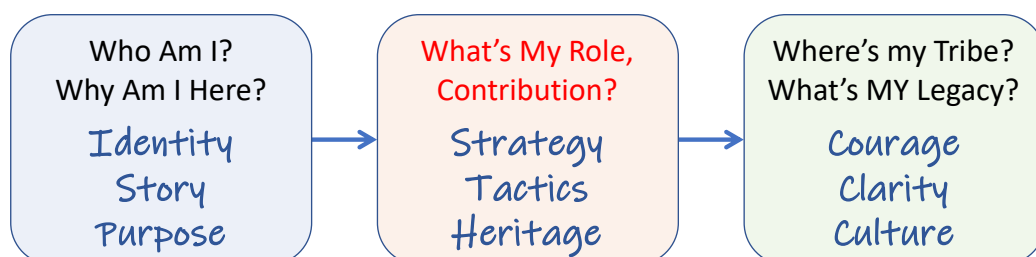 Who Am I?
Why Am I Here?
Identity
Story
Purpose
What’s My Role,
Contribution?
Strategy
Tactics
Heritage
Where’s my Tribe?
What’s MY Legacy?
Courage
Clarity
Culture